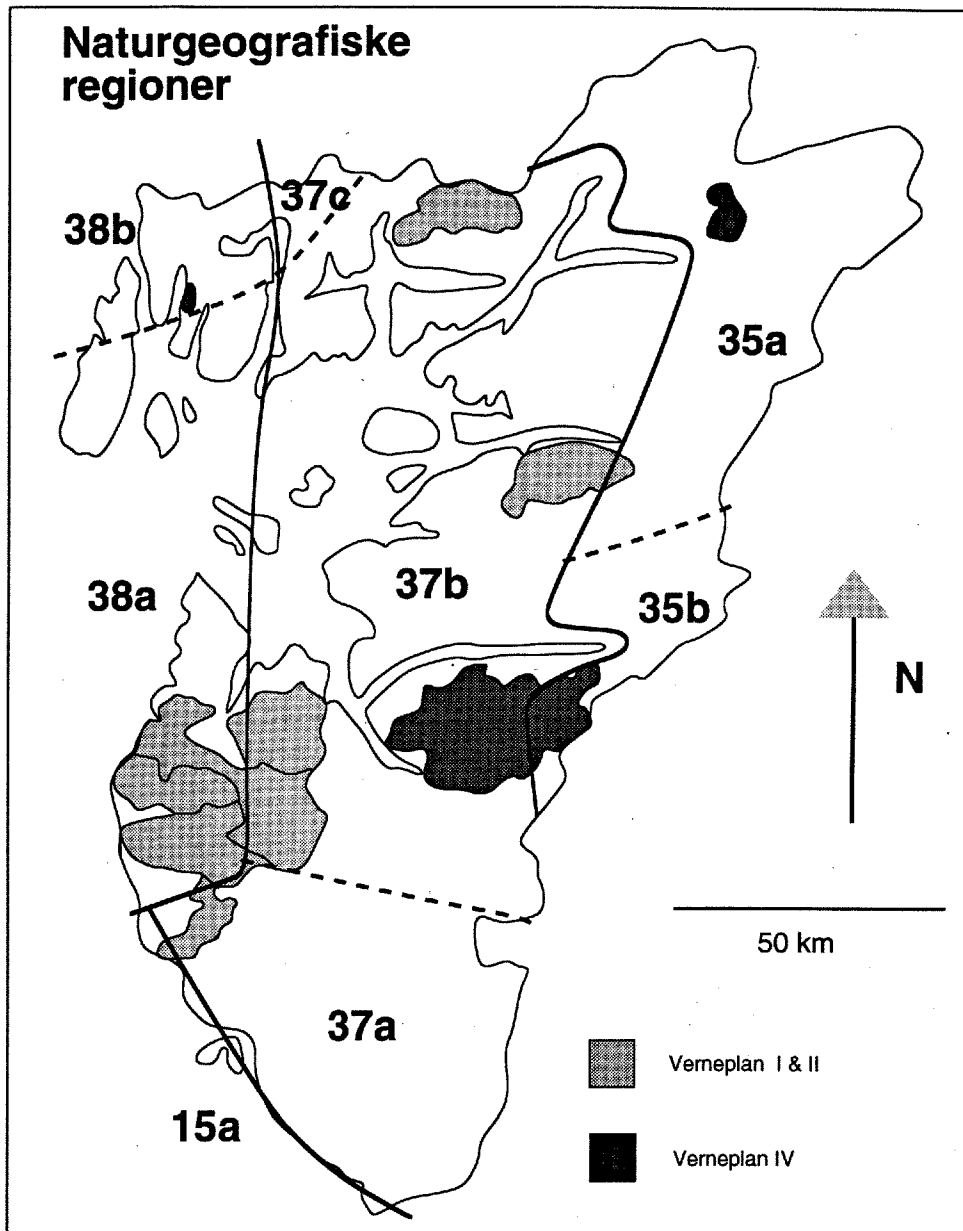 Naturgeografiske
regioner
37c
38b
35a
38a
37b
35b
N
50 km
37a
Verneplan I & II
15a
Verneplan IV